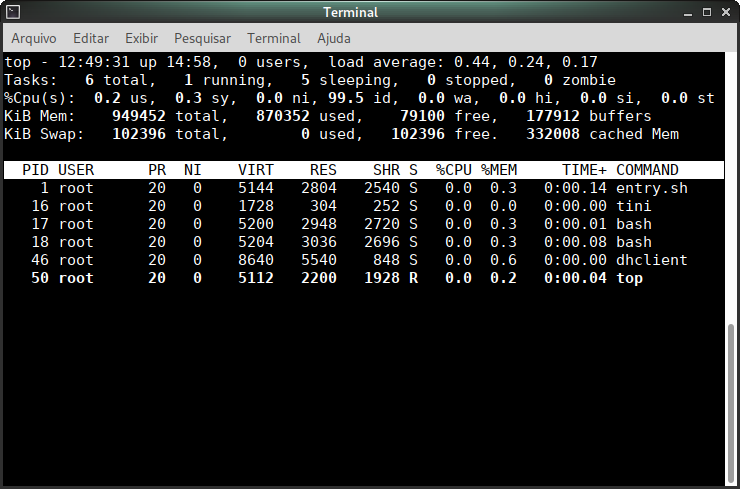 Terminal
Arquivo Editar Exibir Pesquisar Terminal Ajuda
top - 12:49:31 up 14:58,  0 users,  load average: 0.44, 0.24, 0.17
Tasks:   6 total,   1 running,   5 sleeping,   0 stopped,   0 zombie
%Cpu(s):  0.2 us,  0.3 sy,  0.0 ni, 99.5 id,  0.0 wa,  0.0 hi,  0.0 si,  0.0 st
KiB Mem:    949452 total,   870352 used,    79100 free,   177912 buffers
KiB Swap:   102396 total,        0 used,   102396 free.   332008 cached Mem
PID USER      PR  NI    VIRT    RES    SHR S  %CPU %MEM     TIME+ COMMAND
1 root      20   0    5144   2804   2540 S   0.0  0.3   0:00.14 entry.sh
16 root      20   0    1728    304    252 S   0.0  0.0   0:00.00 tini
17 root      20   0    5200   2948   2720 S   0.0  0.3   0:00.01 bash
18 root      20   0    5204   3036   2696 S   0.0  0.3   0:00.08 bash
46 root      20   0    8640   5540    848 S   0.0  0.6   0:00.00 dhclient
50 root      20   0    5112   2200   1928 R   0.0  0.2   0:00.04 top